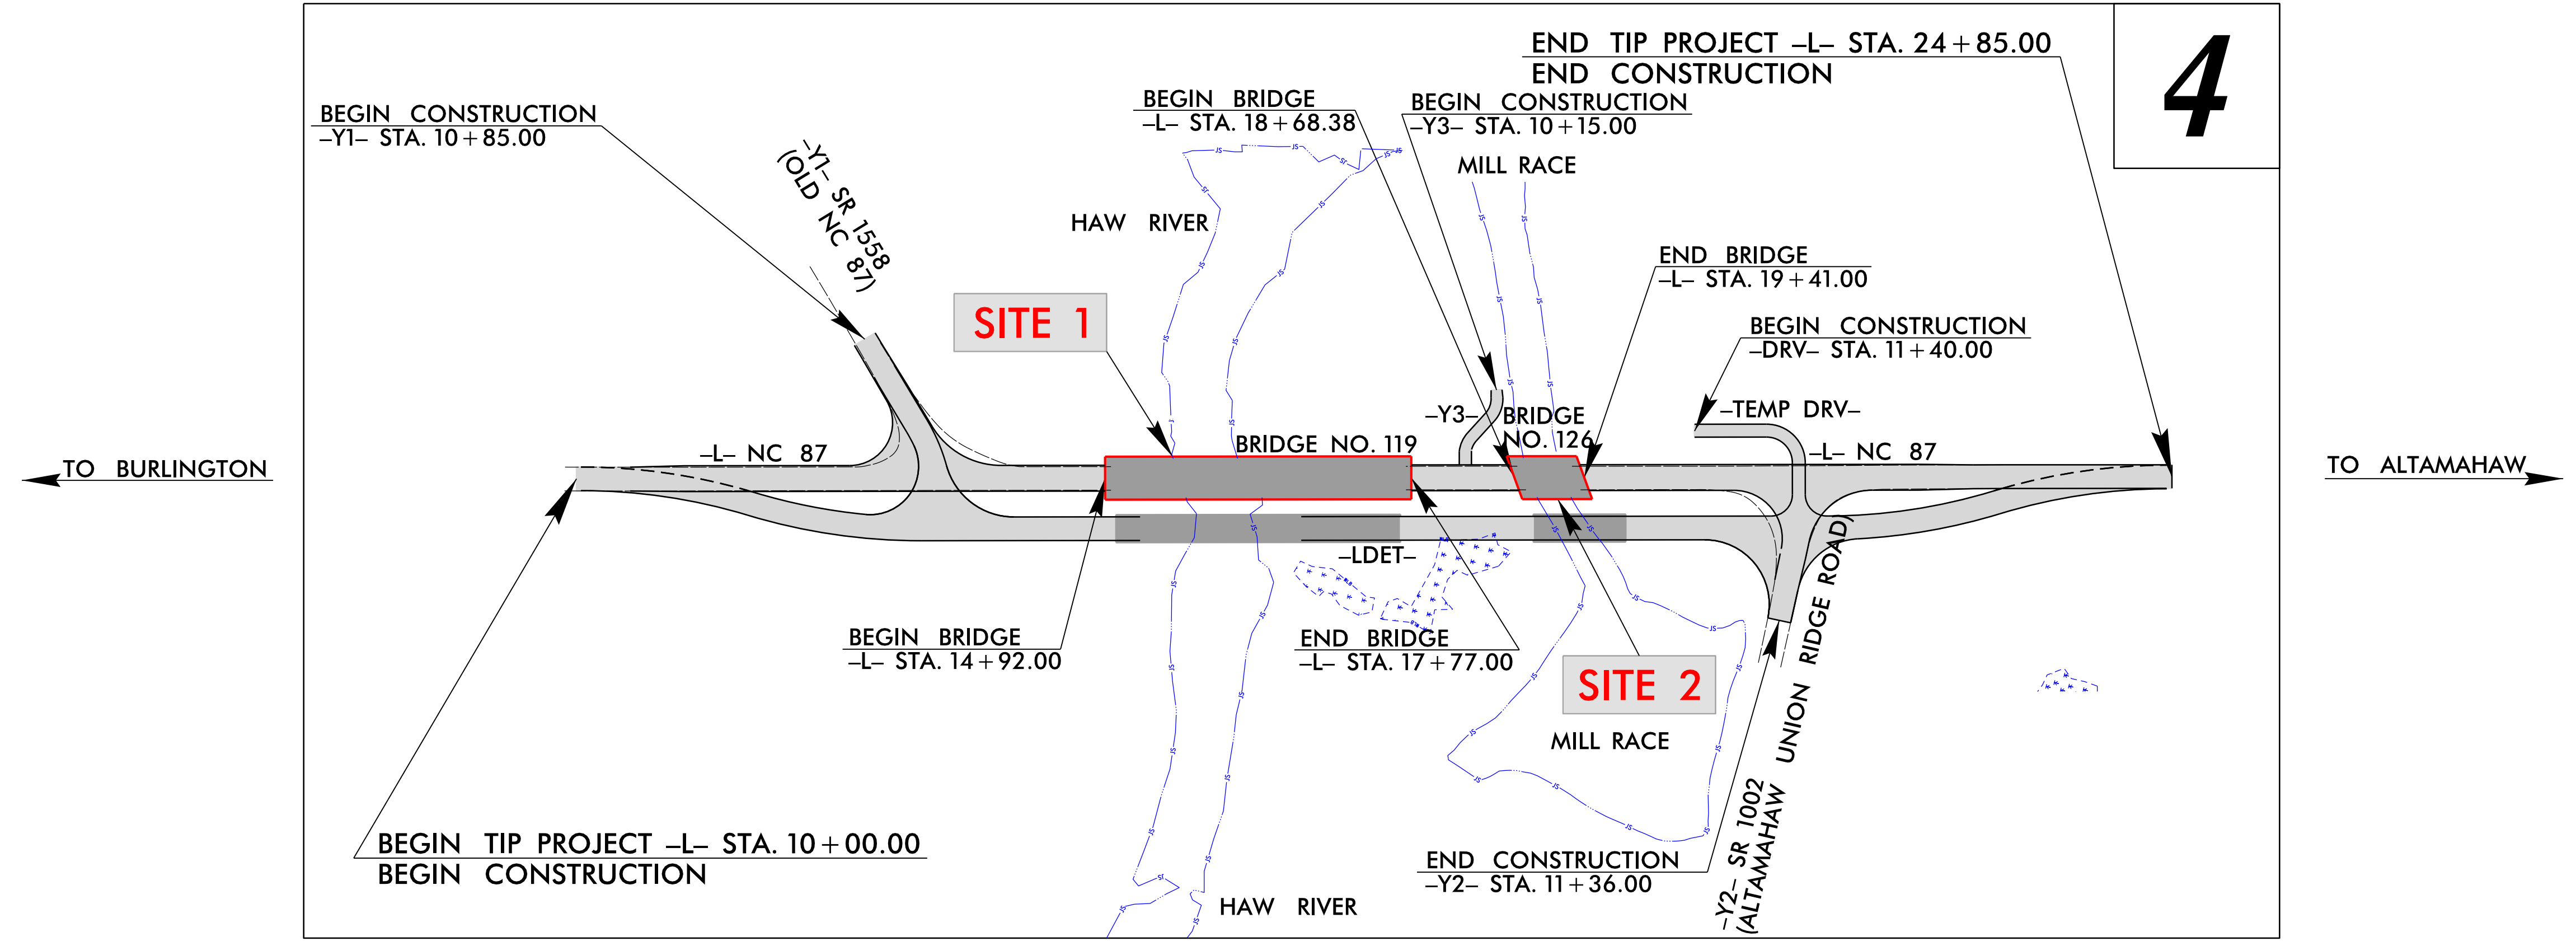 END TIP PROJECT –L– STA. 24+85.00
END CONSTRUCTION
4
BEGIN CONSTRUCTION
–Y1– STA. 10+85.00
BEGIN BRIDGE
–L– STA. 18+68.38
BEGIN CONSTRUCTION
–Y3– STA. 10+15.00
MILL RACE
–Y1– SR 1558
(OLD NC 87)
HAW RIVER
END BRIDGE
–L– STA. 19+41.00
SITE 1
BEGIN CONSTRUCTION
–DRV– STA. 11+40.00
–Y3–
BRIDGE
NO. 126
–TEMP DRV–
–L– NC 87
BRIDGE NO. 119
–L– NC 87
TO BURLINGTON
TO ALTAMAHAW
–LDET–
BEGIN BRIDGE
–L– STA. 14+92.00
END BRIDGE
–L– STA. 17+77.00
SITE 2
MILL RACE
–Y2– SR 1002
(ALTAMAHAW UNION RIDGE ROAD)
BEGIN TIP PROJECT –L– STA. 10+00.00
BEGIN CONSTRUCTION
END CONSTRUCTION
–Y2– STA. 11+36.00
HAW RIVER